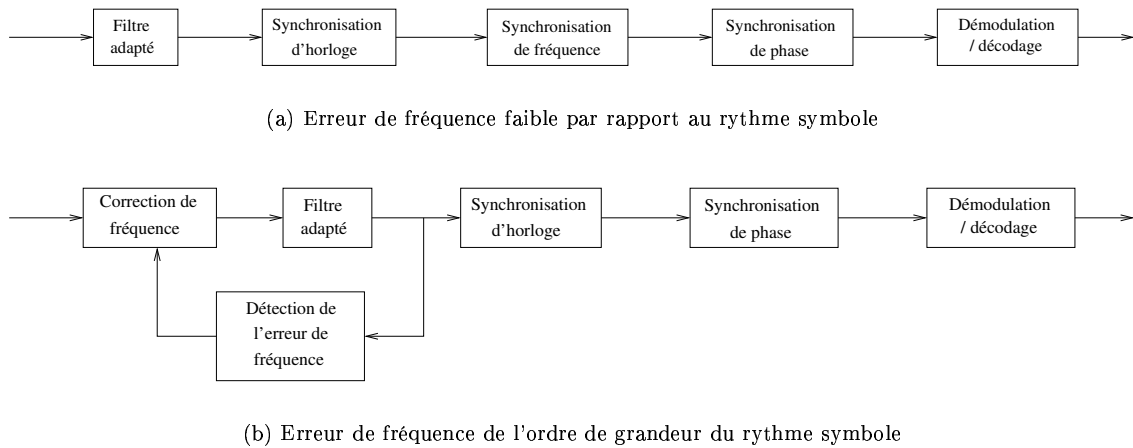 Filtre
adapté
Synchronisation
d'horloge
Synchronisation
de fréquence
Synchronisation
de phase
Démodulation
/ décodage
(a) Erreur de fréquence faible par rapport au rythme symbole
Correction de
fréquence
Filtre
adapté
Synchronisation
d'horloge
Synchronisation
de phase
Démodulation
/ décodage
Détection de
l'erreur de
fréquence
(b) Erreur de fréquence de l'ordre de grandeur du rythme symbole